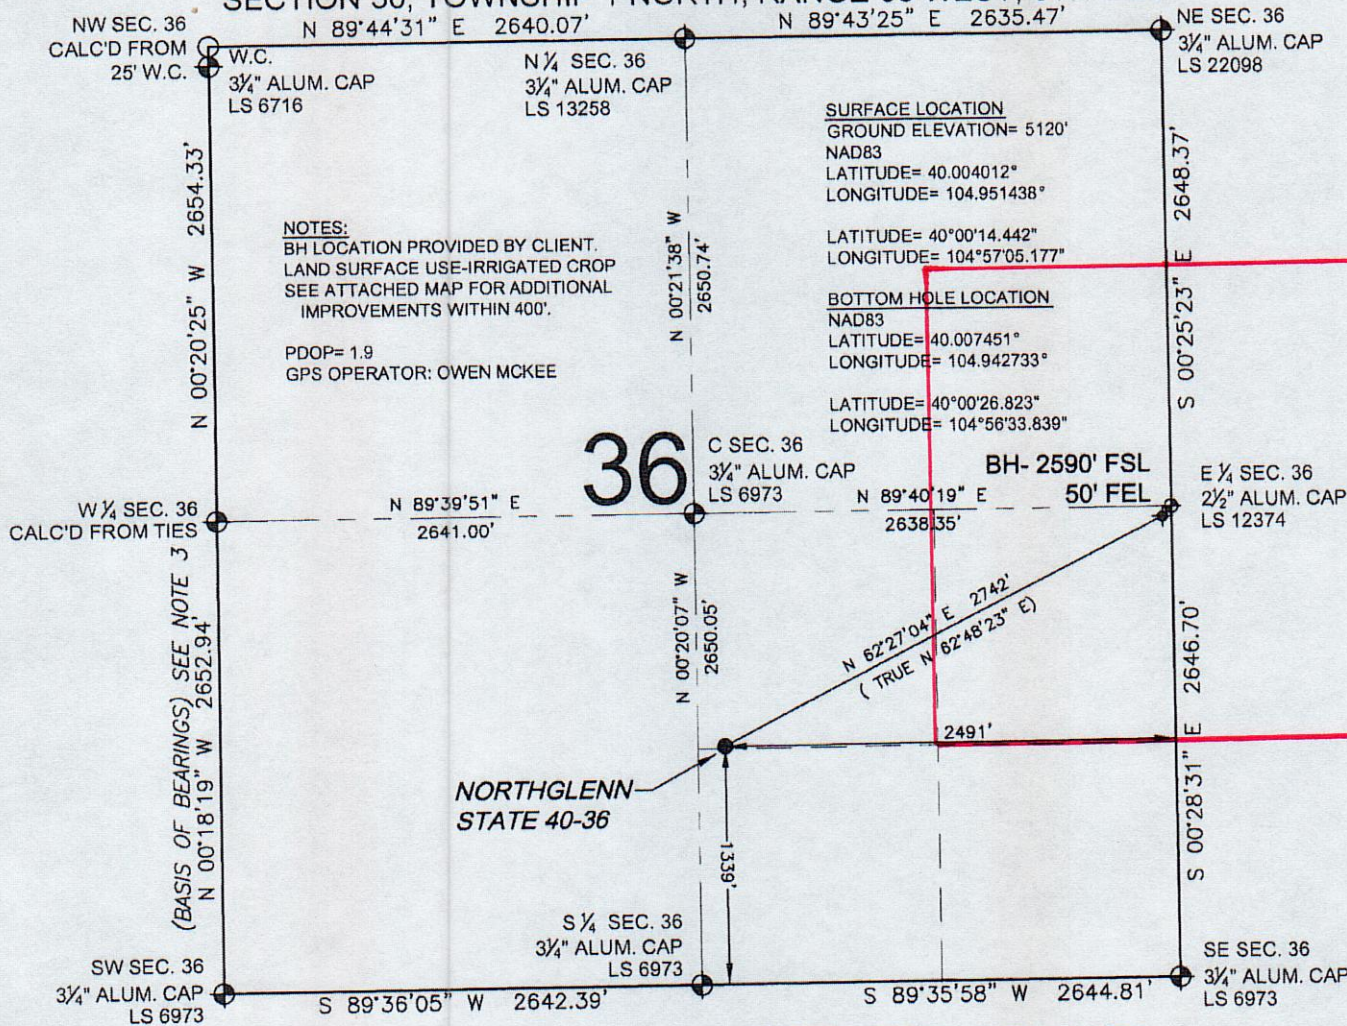 N 89°44'31" E 2640.07'
N 89°43'25" E 2635.47'
NW SEC. 36
CALC'D FROM
25' W.C.
W.C.
3¼" ALUM. CAP
LS 6716
N ¼ SEC. 36
3¼" ALUM. CAP
LS 13258
NE SEC. 36
3¼" ALUM. CAP
LS 22098
SURFACE LOCATION
GROUND ELEVATION= 5120'
NAD83
LATITUDE= 40.004012°
LONGITUDE= 104.951438°
LATITUDE= 40°00'14.442"
LONGITUDE= 104°57'05.177"
BOTTOM HOLE LOCATION
NAD83
LATITUDE= 40.007451°
LONGITUDE= 104.942733°
LATITUDE= 40°00'26.823"
LONGITUDE= 104°56'33.839"
NOTES:
BH LOCATION PROVIDED BY CLIENT.
LAND SURFACE USE-IRRIGATED CROP
SEE ATTACHED MAP FOR ADDITIONAL
IMPROVEMENTS WITHIN 400'.
PDOP= 1.9
GPS OPERATOR: OWEN MCKEE
N 00°20'25" W 2654.33'
N 00°21'38" W
2650.74'
S 00°25'23" E 2648.37'
36
C SEC. 36
3¼" ALUM. CAP
LS 6973
BH- 2590' FSL
50' FEL
E ¼ SEC. 36
2½" ALUM. CAP
LS 12374
W ¼ SEC. 36
CALC'D FROM TIES
N 89°39'51" E
2641.00'
N 89°40'19" E
2638.35'
(BASIS OF BEARINGS) SEE NOTE 3
N 00°18'19" W 2652.94'
N 00°20'07" W
2650.05'
N 62°27'04" E 2742'
( TRUE N 62°48'23" E)
S 00°28'31" E 2646.70'
2491'
NORTHGLENN
STATE 40-36
1339'
S ¼ SEC. 36
3¼" ALUM. CAP
LS 6973
SW SEC. 36
3¼" ALUM. CAP
LS 6973
SE SEC. 36
3¼" ALUM. CAP
LS 6973
S 89°36'05" W 2642.39'
S 89°35'58" W 2644.81'